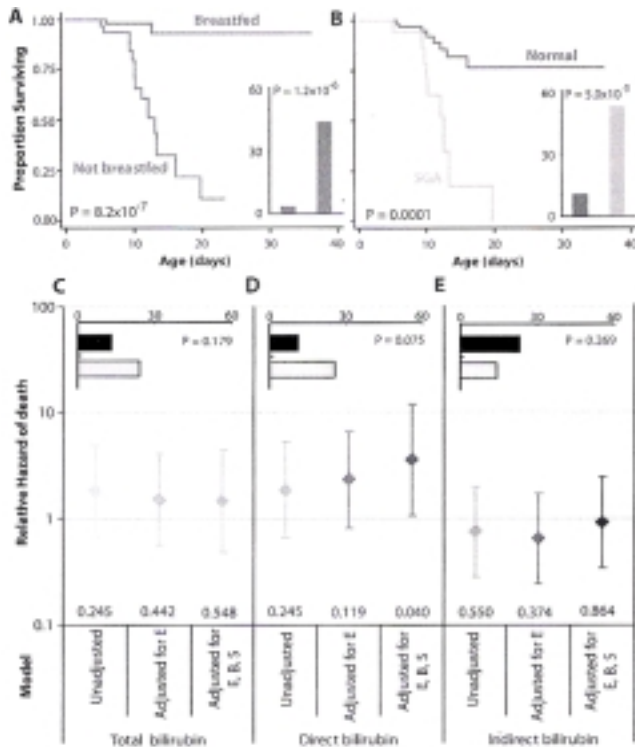 A
B
Proportion Surviving
1.00
0.75
0.50
0.25
0.00
Breastfed
Not breastfed
P = 8.2x10⁻⁷
60
30
0
P = 1.2x10⁻⁶
0 10 20 30 40
Age (days)
Normal
SGA
P = 0.0001
60
30
0
0 10 20 30 40
Age (days)
C
D
E
Relative Hazard of death
100
10
1
0.1
0 30 60
P = 0.179
0 30 60
P = 0.075
0 30 60
P = 0.269
0.245 0.442 0.548 0.245 0.119 0.040 0.550 0.374 0.864
Model
Unadjusted
Adjusted for E
Adjusted for
E, B, S
Unadjusted
Adjusted for E
Adjusted for
E, B, S
Unadjusted
Adjusted for E
Adjusted for
E, B, S
Total bilirubin
Direct bilirubin
Indirect bilirubin